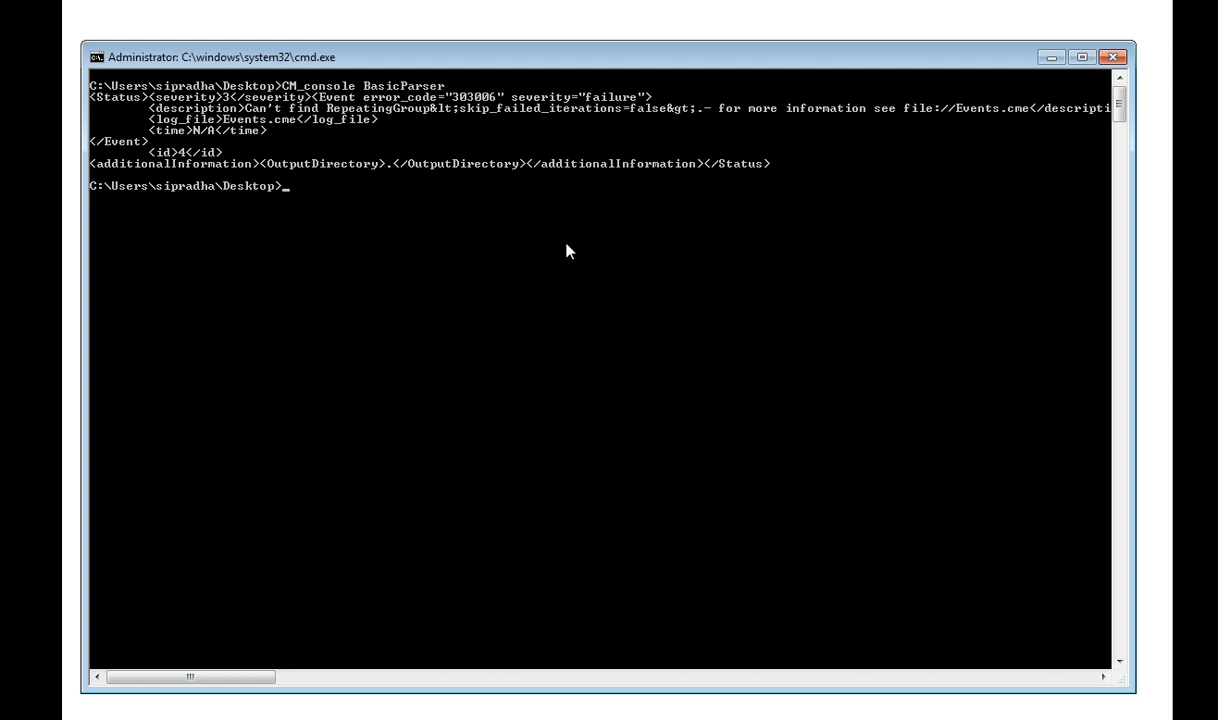 Administrator: C:\windows\system32\cmd.exe
C:\Users\sipradha\Desktop>CM_console BasicParser
<Status><severity>3</severity><Event error_code="303006" severity="failure">
<description>Can't find RepeatingGroup&lt;skip_failed_iterations=false&gt;.- for more information see file://Events.cme</descripti
<log_file>Events.cme</log_file>
<time>N/A</time>
</Event>
<id>4</id>
<additionalInformation><OutputDirectory>.</OutputDirectory></additionalInformation></Status>
C:\Users\sipradha\Desktop>_